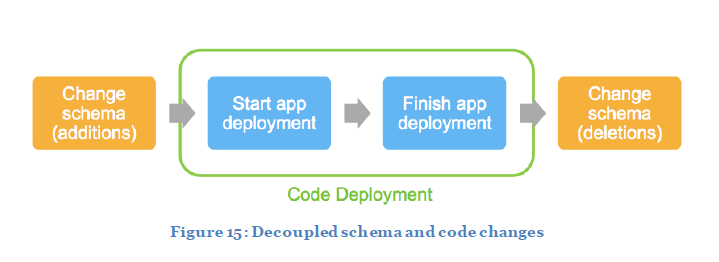 Change
schema
(additions)
Start app
deployment
Finish app
deployment
Change
schema
(deletions)
Code Deployment
Figure 15: Decoupled schema and code changes